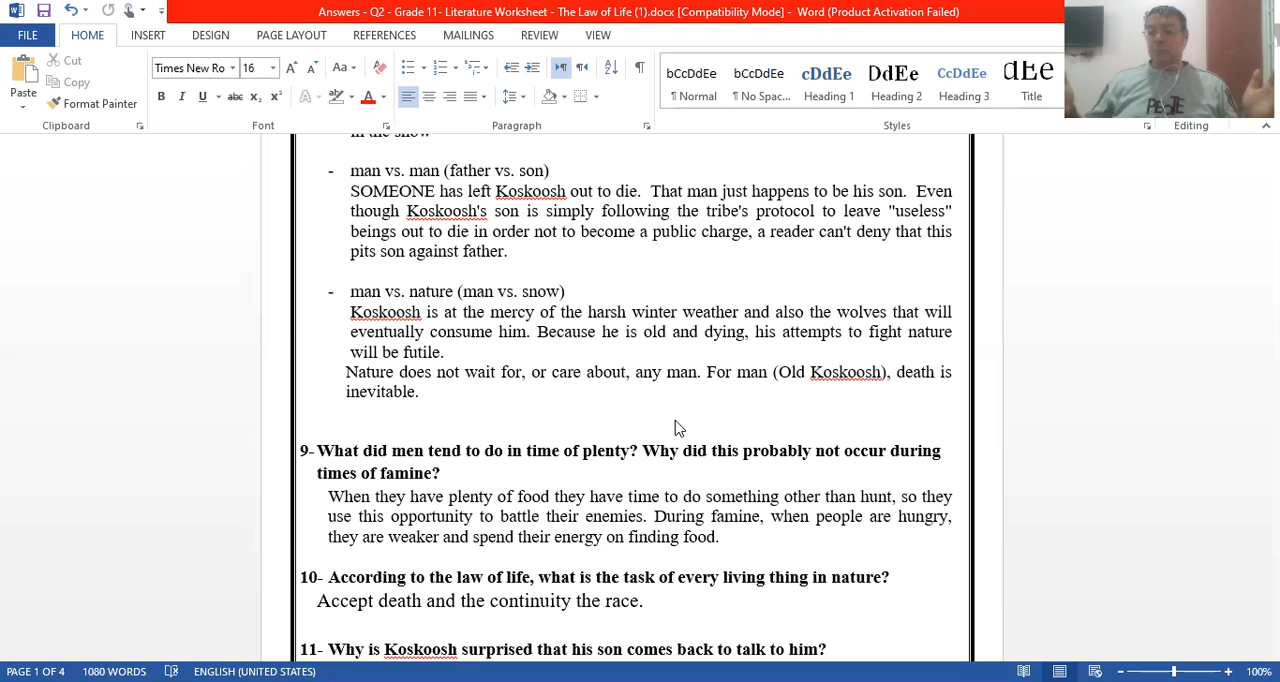 Answers - Q2 - Grade 11- Literature Worksheet - The Law of Life (1).docx [Compatibility Mode] - Word (Product Activation Failed)
FILE HOME INSERT DESIGN PAGE LAYOUT REFERENCES MAILINGS REVIEW VIEW
Paste Cut Copy Format Painter
Clipboard
Times New Ro 16
Font
Paragraph
bCcDdEe ¶ Normal
bCcDdEe ¶ No Spac...
cDdEe Heading 1
DdEe Heading 2
CcDdEe Heading 3
dEe Title
Styles
Editing
in the snow
- man vs. man (father vs. son)
SOMEONE has left Koskoosh out to die. That man just happens to be his son. Even
though Koskoosh's son is simply following the tribe's protocol to leave "useless"
beings out to die in order not to become a public charge, a reader can't deny that this
pits son against father.
- man vs. nature (man vs. snow)
Koskoosh is at the mercy of the harsh winter weather and also the wolves that will
eventually consume him. Because he is old and dying, his attempts to fight nature
will be futile.
Nature does not wait for, or care about, any man. For man (Old Koskoosh), death is
inevitable.
9- What did men tend to do in time of plenty? Why did this probably not occur during
times of famine?
When they have plenty of food they have time to do something other than hunt, so they
use this opportunity to battle their enemies. During famine, when people are hungry,
they are weaker and spend their energy on finding food.
10- According to the law of life, what is the task of every living thing in nature?
Accept death and the continuity the race.
11- Why is Koskoosh surprised that his son comes back to talk to him?
PAGE 1 OF 4 1080 WORDS ENGLISH (UNITED STATES) 100%